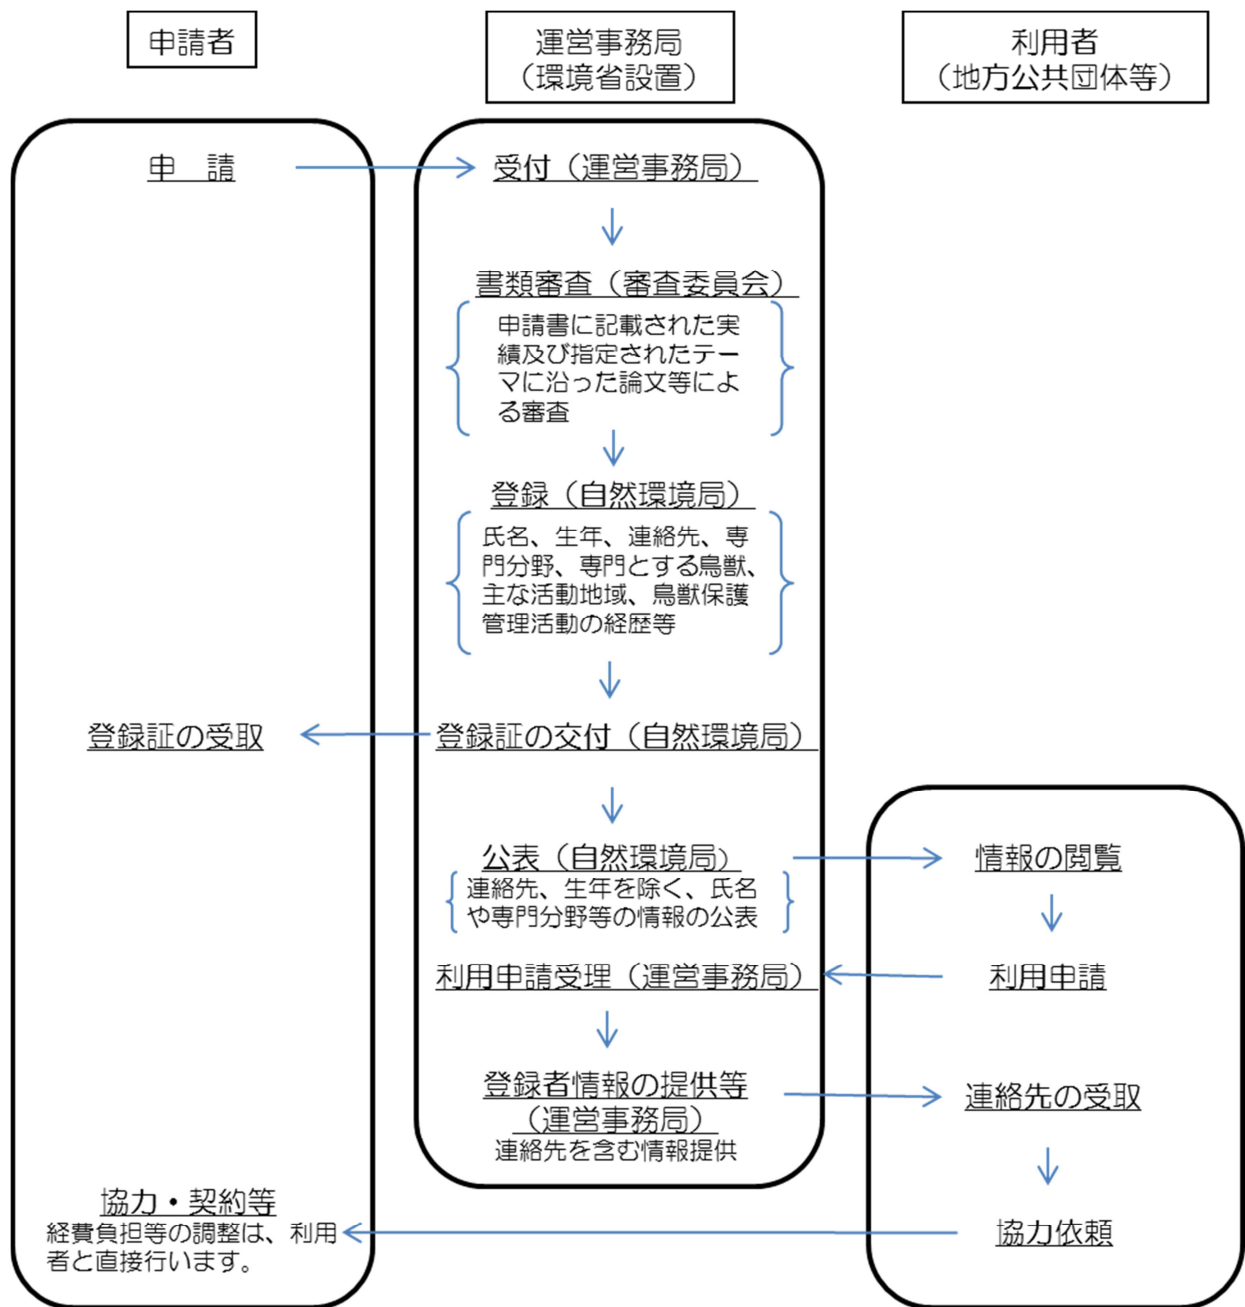 申請者
運営事務局
（環境省設置）
利用者
（地方公共団体等）
申　請
受付（運営事務局）
書類審査（審査委員会）
申請書に記載された実
績及び指定されたテー
マに沿った論文等によ
る審査
登録（自然環境局）
氏名、生年、連絡先、専
門分野、専門とする鳥獣、
主な活動地域、鳥獣保護
管理活動の経歴等
登録証の受取
登録証の交付（自然環境局）
公表（自然環境局）
連絡先、生年を除く、氏名
や専門分野等の情報の公表
情報の閲覧
利用申請受理（運営事務局）
利用申請
登録者情報の提供等
（運営事務局）
連絡先を含む情報提供
連絡先の受取
協力・契約等
経費負担等の調整は、利用
者と直接行います。
協力依頼